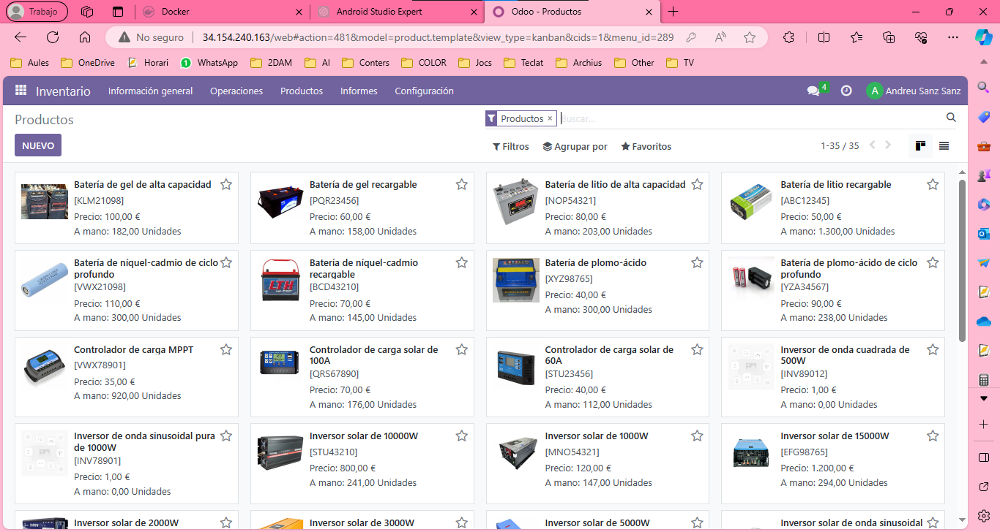 Trabajo
Docker
Android Studio Expert
Odoo - Productos
No seguro
34.154.240.163/web#action=481&model=product.template&view_type=kanban&cids=1&menu_id=289
Aules
OneDrive
Horari
1
WhatsApp
2DAM
AI
Conters
COLOR
Jocs
Teclat
Archius
Other
TV
Inventario
Información general
Operaciones
Productos
Informes
Configuración
4
A
Andreu Sanz Sanz
Productos
Productos ×
Buscar...
NUEVO
Filtros
Agrupar por
Favoritos
1-35 / 35
Batería de gel de alta capacidad
[KLM21098]
Precio: 100,00 €
A mano: 182,00 Unidades
Batería de gel recargable
[PQR23456]
Precio: 60,00 €
A mano: 158,00 Unidades
Batería de litio de alta capacidad
[NOP54321]
Precio: 80,00 €
A mano: 203,00 Unidades
Batería de litio recargable
[ABC12345]
Precio: 50,00 €
A mano: 1.300,00 Unidades
Batería de níquel-cadmio de ciclo
profundo
[VWX21098]
Precio: 110,00 €
A mano: 300,00 Unidades
LTH
Batería de níquel-cadmio
recargable
[BCD43210]
Precio: 70,00 €
A mano: 145,00 Unidades
Batería de plomo-ácido
[XYZ98765]
Precio: 40,00 €
A mano: 300,00 Unidades
Batería de plomo-ácido de ciclo
profundo
[YZA34567]
Precio: 90,00 €
A mano: 238,00 Unidades
Controlador de carga MPPT
[VWX78901]
Precio: 35,00 €
A mano: 920,00 Unidades
Controlador de carga solar de
100A
[QRS67890]
Precio: 70,00 €
A mano: 176,00 Unidades
Controlador de carga solar de
60A
[STU23456]
Precio: 40,00 €
A mano: 112,00 Unidades
Inversor de onda cuadrada de
500W
[INV89012]
Precio: 1,00 €
A mano: 0,00 Unidades
Inversor de onda sinusoidal pura
de 1000W
[INV78901]
Precio: 1,00 €
A mano: 0,00 Unidades
Inversor solar de 10000W
[STU43210]
Precio: 800,00 €
A mano: 241,00 Unidades
Inversor solar de 1000W
[MNO54321]
Precio: 120,00 €
A mano: 147,00 Unidades
Inversor solar de 15000W
[EFG98765]
Precio: 1.200,00 €
A mano: 294,00 Unidades
Inversor solar de 2000W
Inversor solar de 3000W
Inversor solar de 5000W
Inversor solar de onda sinusoidal